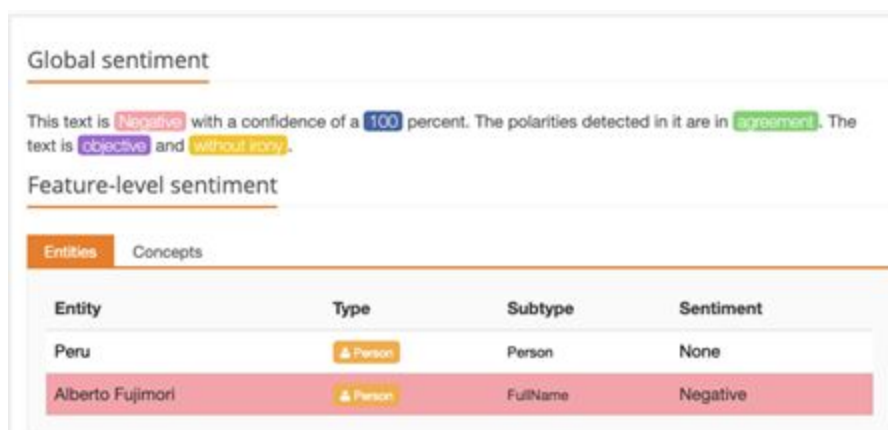 Global sentiment
This text is Negative with a confidence of a 100 percent. The polarities detected in it are in agreement. The
text is objective and without irony.
Feature-level sentiment
Entities Concepts
Entity Type Subtype Sentiment
Peru Person Person None
Alberto Fujimori Person FullName Negative